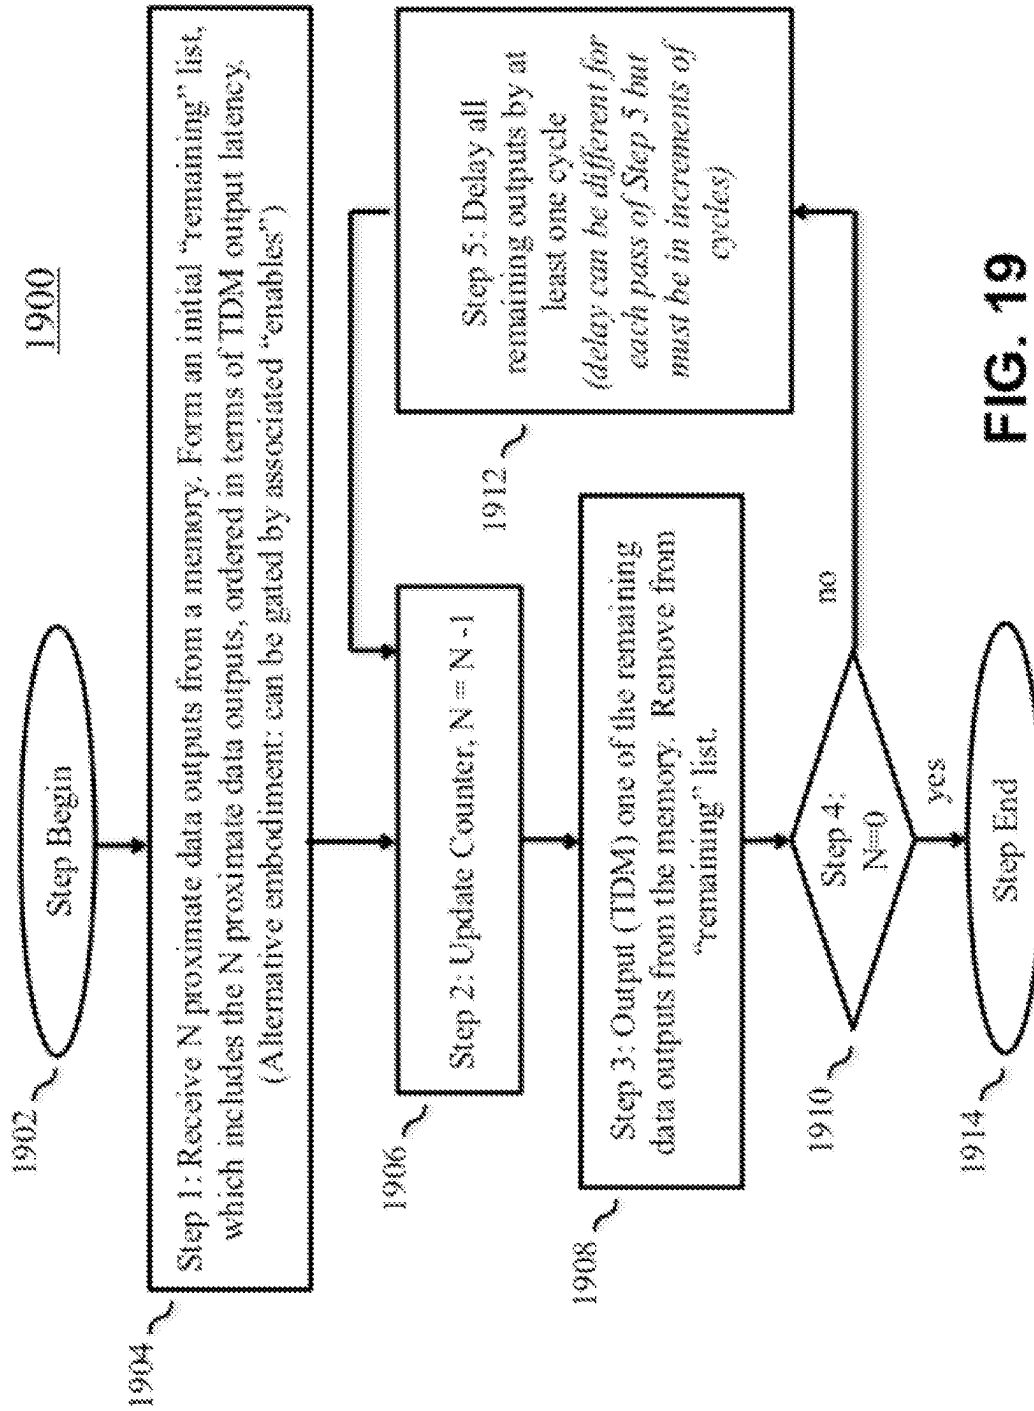 1900
1902
Step Begin
1904
Step 1: Receive N proximate data outputs from a memory. Form an initial “remaining” list,
which includes the N proximate data outputs, ordered in terms of TDM output latency.
(Alternative embodiment: can be gated by associated “enables”)
1906
Step 2: Update Counter, N = N -1
1908
Step 3: Output (TDM) one of the remaining
data outputs from the memory. Remove from
“remaining” list.
1910
Step 4:
N=0
no
yes
1912
Step 5: Delay all
remaining outputs by at
least one cycle
(delay can be different for
each pass of Step 5 but
must be in increments of
cycles)
1914
Step End
FIG. 19